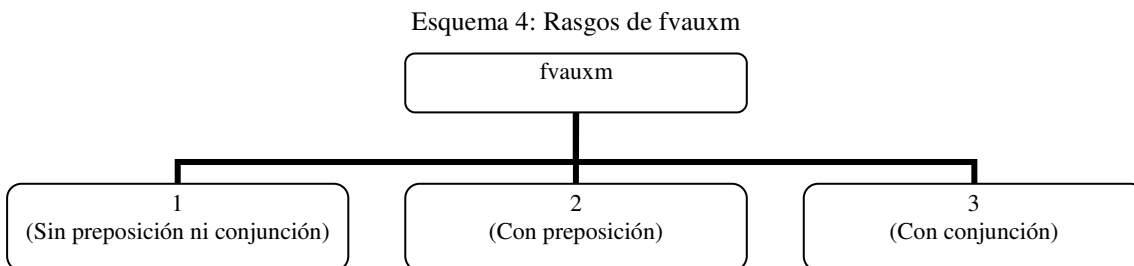 Esquema 4: Rasgos de fvauxm
fvauxm
1
(Sin preposición ni conjunción)
2
(Con preposición)
3
(Con conjunción)